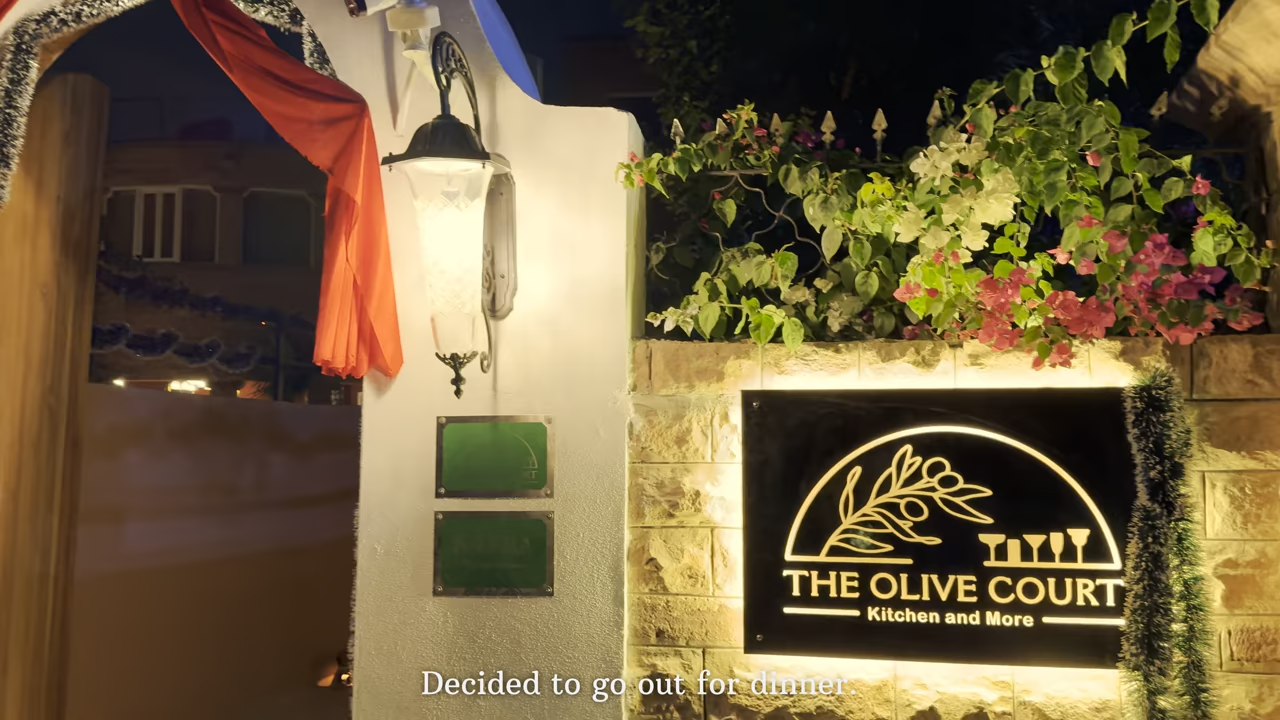 THE OLIVE COURT
Kitchen and More
Decided to go out for dinner.